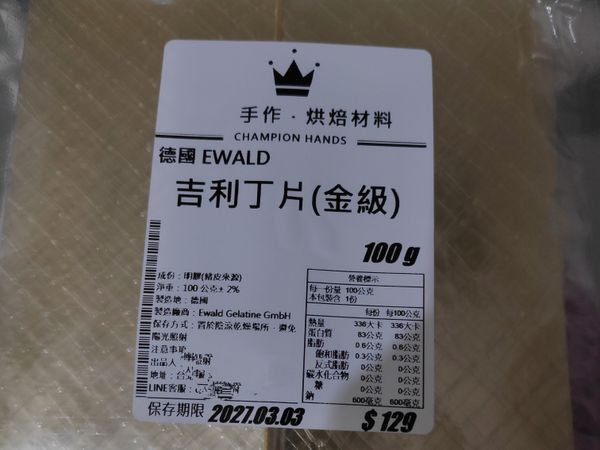 手作．烘焙材料
CHAMPION HANDS
德國 EWALD
吉利丁片(金級)
100 g
成份：明膠(豬皮來源)
淨重：100 公克± 2%
製造地：德國
製造廠商：Ewald Gelatine GmbH
保存方式：置於陰涼乾燥場所，避免
陽光照射
注意事項
出品人
地址：台
LINE客服：
保存期限 2027.03.03
營養標示
每一份量 100公克
本包裝含 1份
每份 每100公克
熱量 336大卡 336大卡
蛋白質 83公克 83公克
脂肪 0.6公克 0.6公克
飽和脂肪 0.3公克 0.3公克
反式脂肪 0公克 0公克
碳水化合物 0公克 0公克
糖 0公克 0公克
鈉 600毫克 600毫克
$ 129